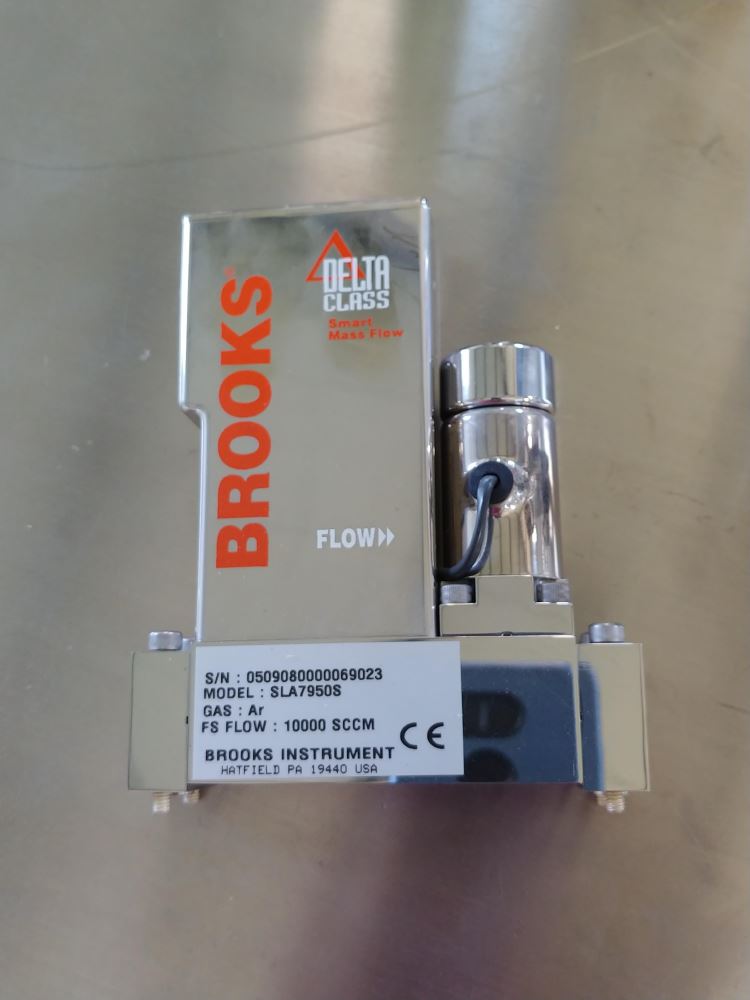 BROOKS®
DELTA
CLASS
Smart
Mass Flow
FLOW
S/N : 0509080000069023
MODEL : SLA7950S
GAS : Ar
FS FLOW : 10000 SCCM
BROOKS INSTRUMENT
HATFIELD PA 19440 USA
CE